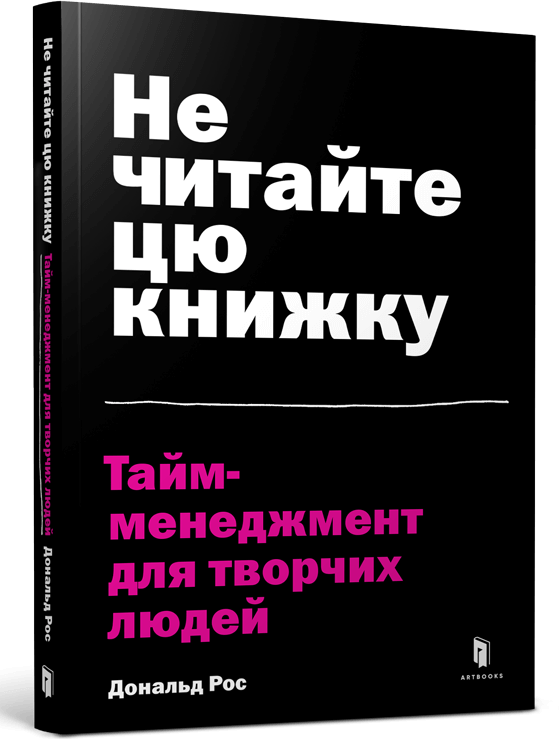 Не читайте цю книжку Тайм-менеджмент для творчих людей Дональд Рос
Не
читайте
цю
книжку
Тайм-
менеджмент
для творчих
людей
Дональд Рос
ARTBOOKS